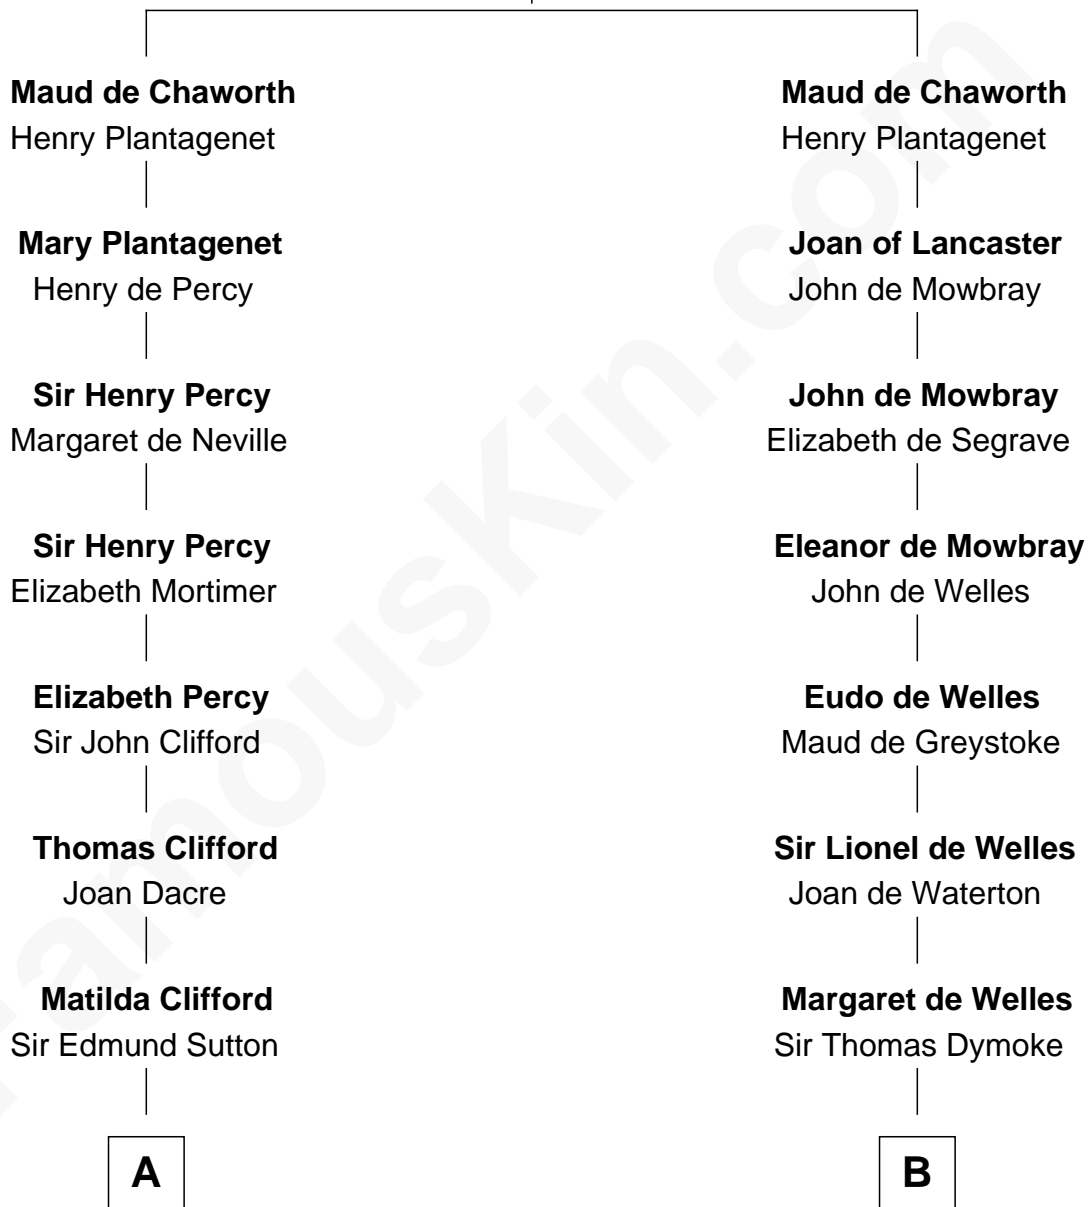 Maud de Chaworth
Henry Plantagenet
Mary Plantagenet
Henry de Percy
Sir Henry Percy
Margaret de Neville
Sir Henry Percy
Elizabeth Mortimer
Elizabeth Percy
Sir John Clifford
Thomas Clifford
Joan Dacre
Matilda Clifford
Sir Edmund Sutton
A
Maud de Chaworth
Henry Plantagenet
Joan of Lancaster
John de Mowbray
John de Mowbray
Elizabeth de Segrave
Eleanor de Mowbray
John de Welles
Eudo de Welles
Maud de Greystoke
Sir Lionel de Welles
Joan de Waterton
Margaret de Welles
Sir Thomas Dymoke
B
FamousKin.com